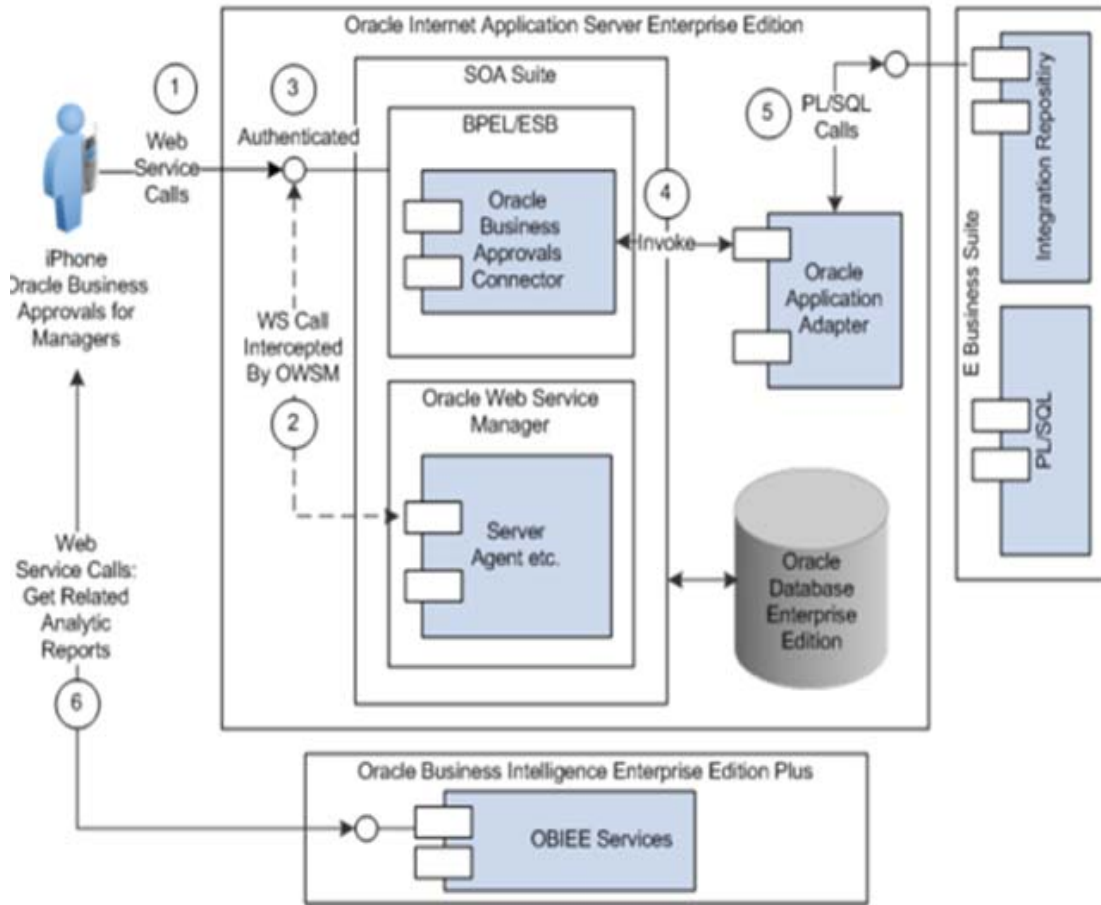 Oracle Internet Application Server Enterprise Edition
SOA Suite
BPEL/ESB
1
Web
Service
Calls
3
Authenticated
Oracle
Business
Approvals
Connector
4
Invoke
5
PL/SQL
Calls
Oracle
Application
Adapter
E Business Suite
Integration Repositiry
PL/SQL
iPhone
Oracle Business
Approvals for
Managers
WS Call
Intercepted
By OWSM
2
Oracle Web Service
Manager
Server
Agent etc.
Oracle
Database
Enterprise
Edition
Web
Service Calls:
Get Related
Analytic
Reports
6
Oracle Business Intelligence Enterprise Edition Plus
OBIEE Services